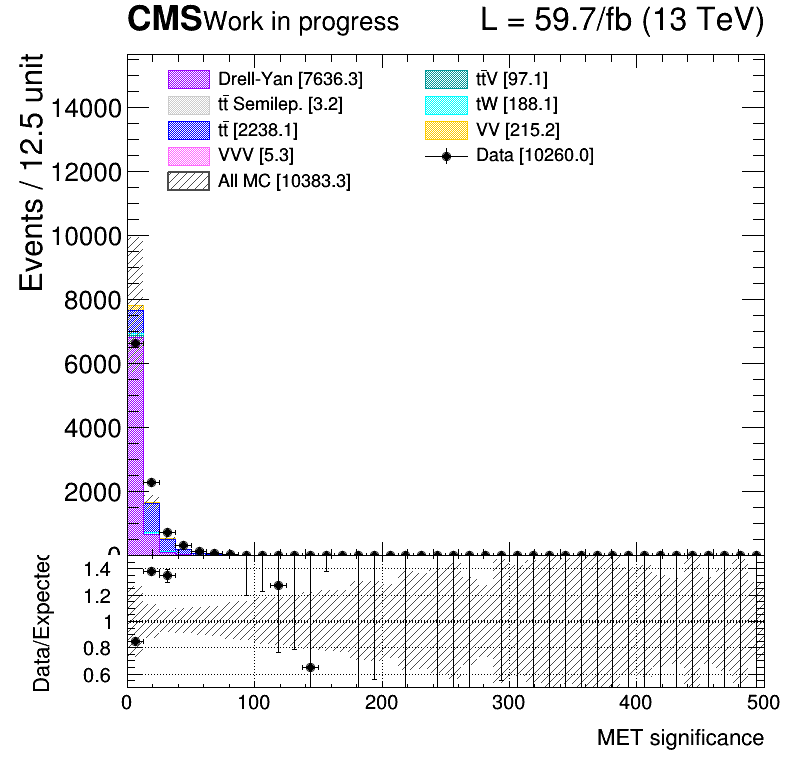 CMS Work in progress L = 59.7/fb (13 TeV)
Events / 12.5 unit
Drell-Yan [7636.3]
tt̄ Semilep. [3.2]
tt̄ [2238.1]
VVV [5.3]
All MC [10383.3]
tt̄V [97.1]
tW [188.1]
VV [215.2]
Data [10260.0]
14000
12000
10000
8000
6000
4000
2000
0
Data/Expected
1.4
1.2
1
0.8
0.6
0 100 200 300 400 500
MET significance